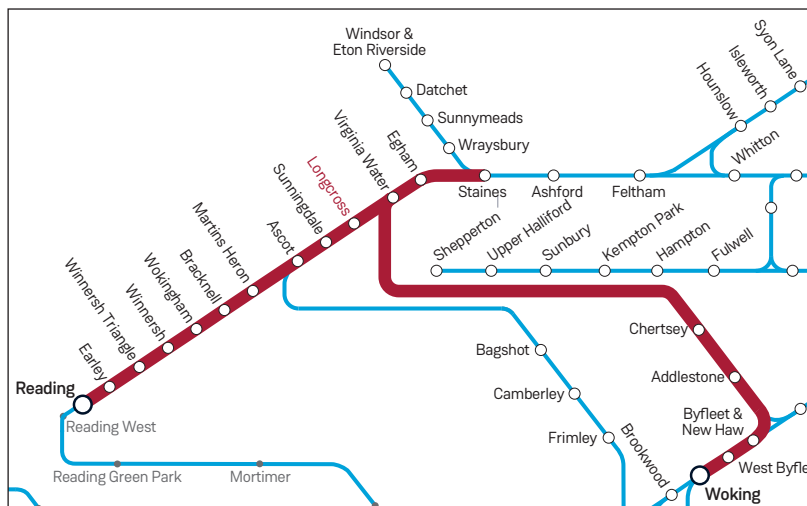 Windsor &
Eton Riverside
Datchet
Sunnymeads
Wraysbury
Syon Lane
Isleworth
Hounslow
Whitton
Egham
Virginia Water
Longcross
Sunningdale
Ascot
Martins Heron
Bracknell
Wokingham
Winnersh
Winnersh Triangle
Earley
Reading
Staines
Ashford
Feltham
Shepperton
Upper Halliford
Sunbury
Kempton Park
Hampton
Fulwell
Chertsey
Bagshot
Addlestone
Camberley
Byfleet &
New Haw
Frimley
Brookwood
West Byfle
Woking
Reading West
Reading Green Park
Mortimer